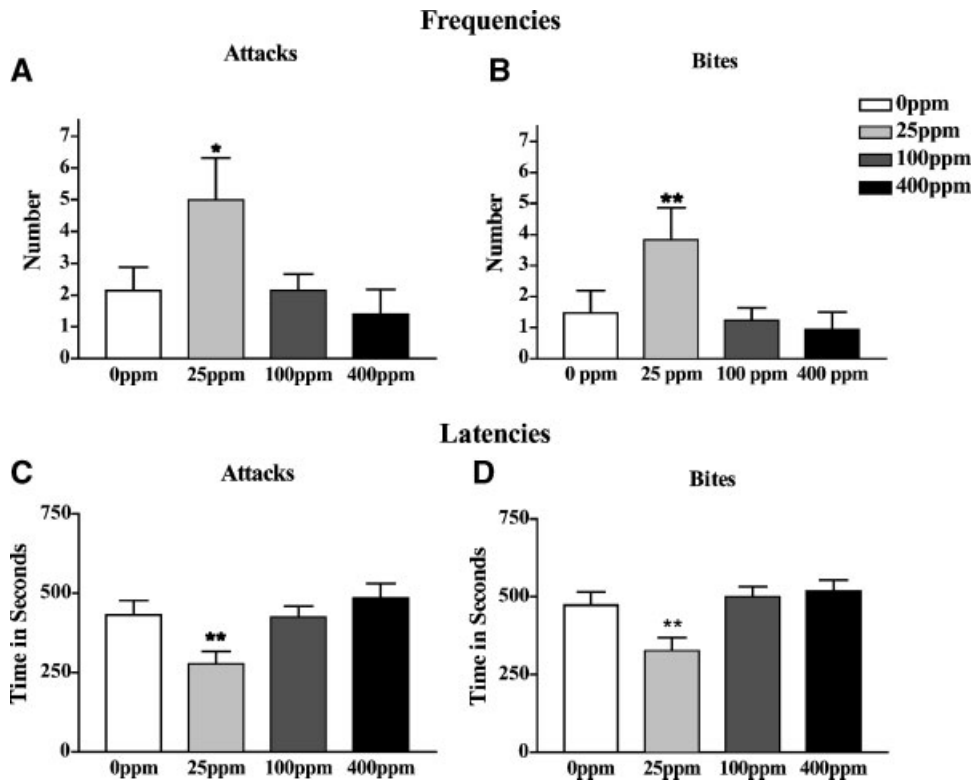 Frequencies
A
Attacks
Number
7
6
5
4
3
2
1
0
*
0ppm 25ppm 100ppm 400ppm
B
Bites
Number
7
6
5
4
3
2
1
0
**
0 ppm 25 ppm 100 ppm 400 ppm
0ppm
25ppm
100ppm
400ppm
Latencies
C
Attacks
Time in Seconds
750
500
250
0
**
0ppm 25ppm 100ppm 400ppm
D
Bites
Time in Seconds
750
500
250
0
**
0ppm 25ppm 100ppm 400ppm